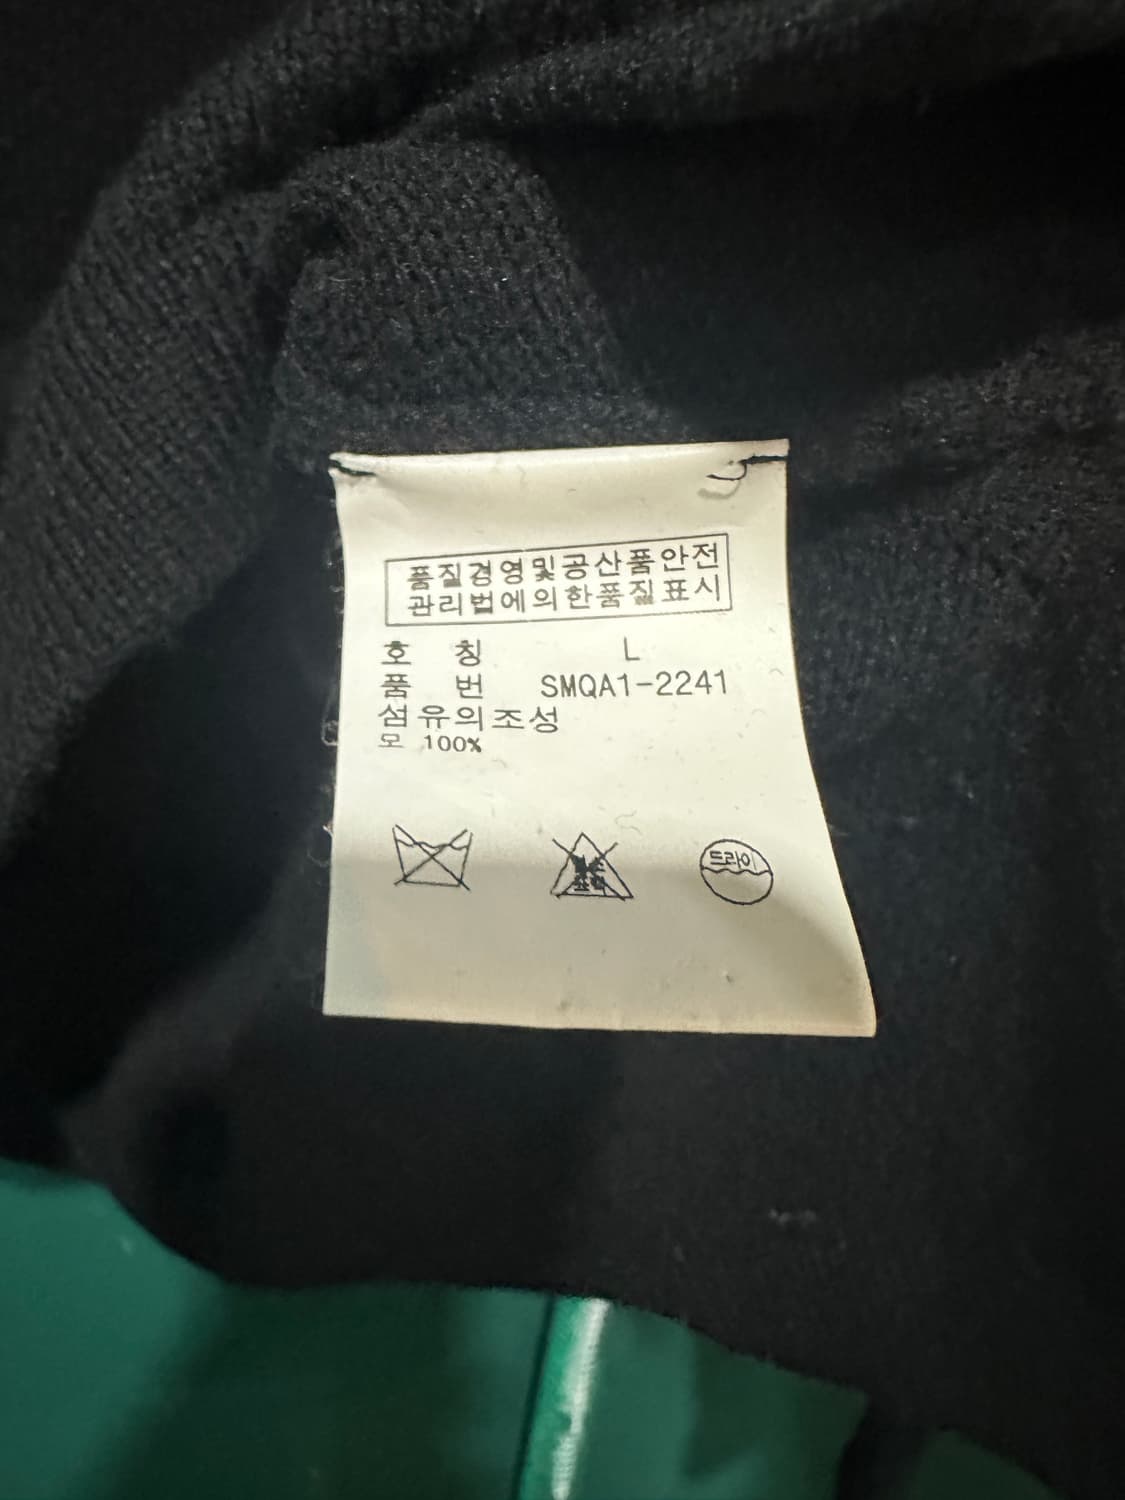 품질경영및공산품안전
관리법에의한품질표시
호 칭 L
품 번 SMQA1-2241
섬유의조성
모 100%
드라이